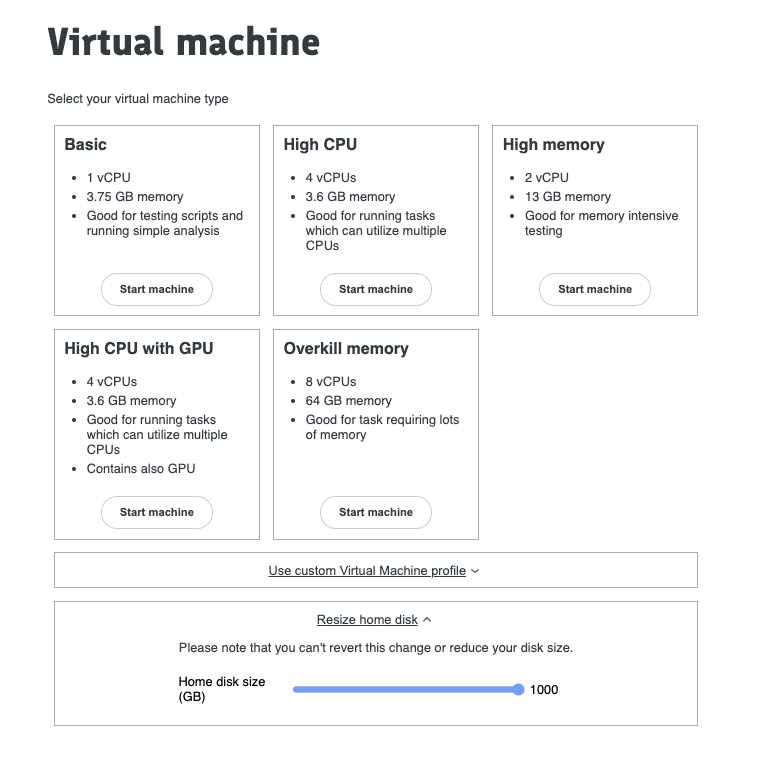 Virtual machine
Select your virtual machine type
Basic
1 vCPU
3.75 GB memory
Good for testing scripts and
running simple analysis
Start machine
High CPU
4 vCPUs
3.6 GB memory
Good for running tasks
which can utilize multiple
CPUs
Start machine
High memory
2 vCPU
13 GB memory
Good for memory intensive
testing
Start machine
High CPU with GPU
4 vCPUs
3.6 GB memory
Good for running tasks
which can utilize multiple
CPUs
Contains also GPU
Start machine
Overkill memory
8 vCPUs
64 GB memory
Good for task requiring lots
of memory
Start machine
Use custom Virtual Machine profile
Resize home disk
Please note that you can't revert this change or reduce your disk size.
Home disk size
(GB)
1000